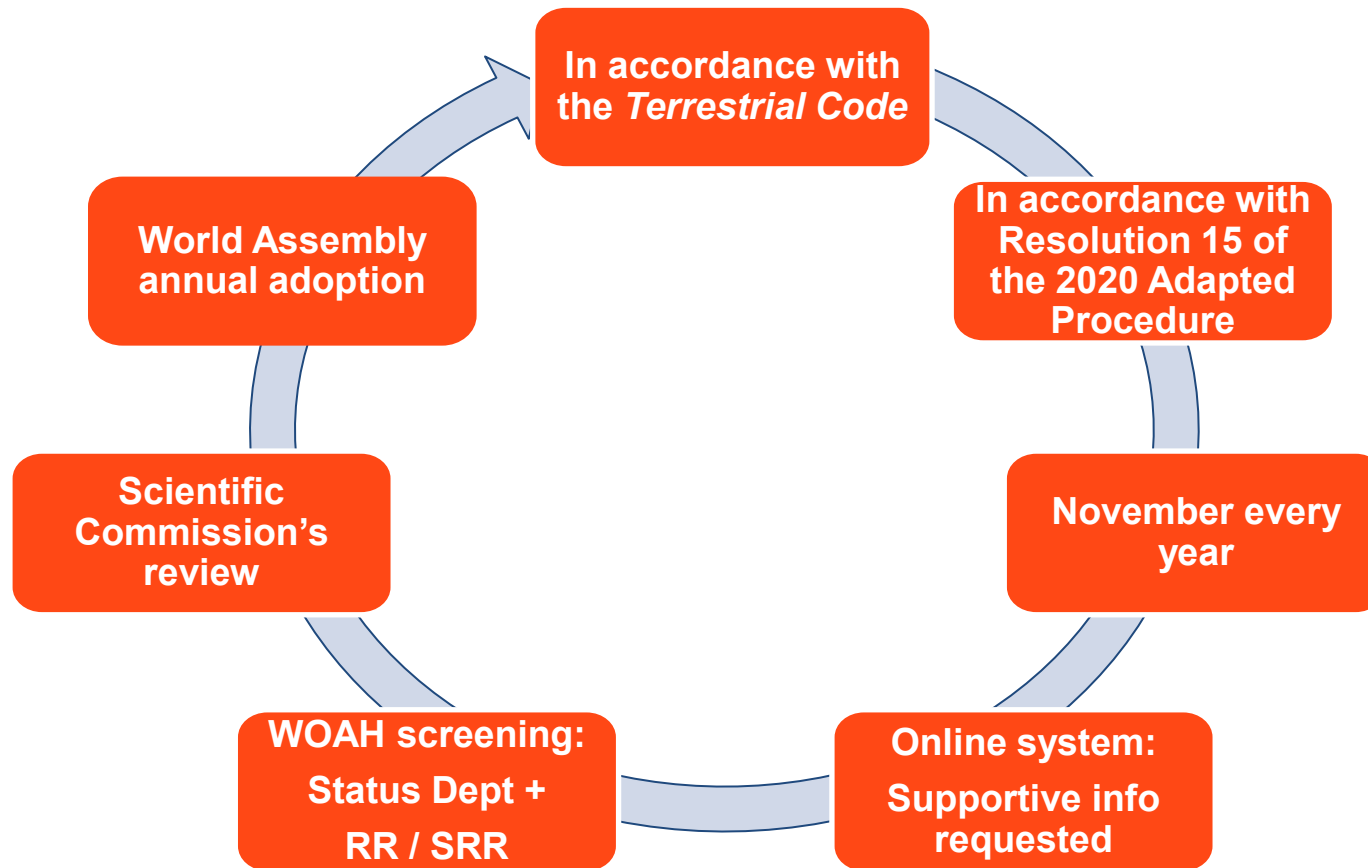 In accordance with
the Terrestrial Code
In accordance with
Resolution 15 of
the 2020 Adapted
Procedure
November every
year
Online system:
Supportive info
requested
WOAH screening:
Status Dept +
RR / SRR
Scientific
Commission’s
review
World Assembly
annual adoption